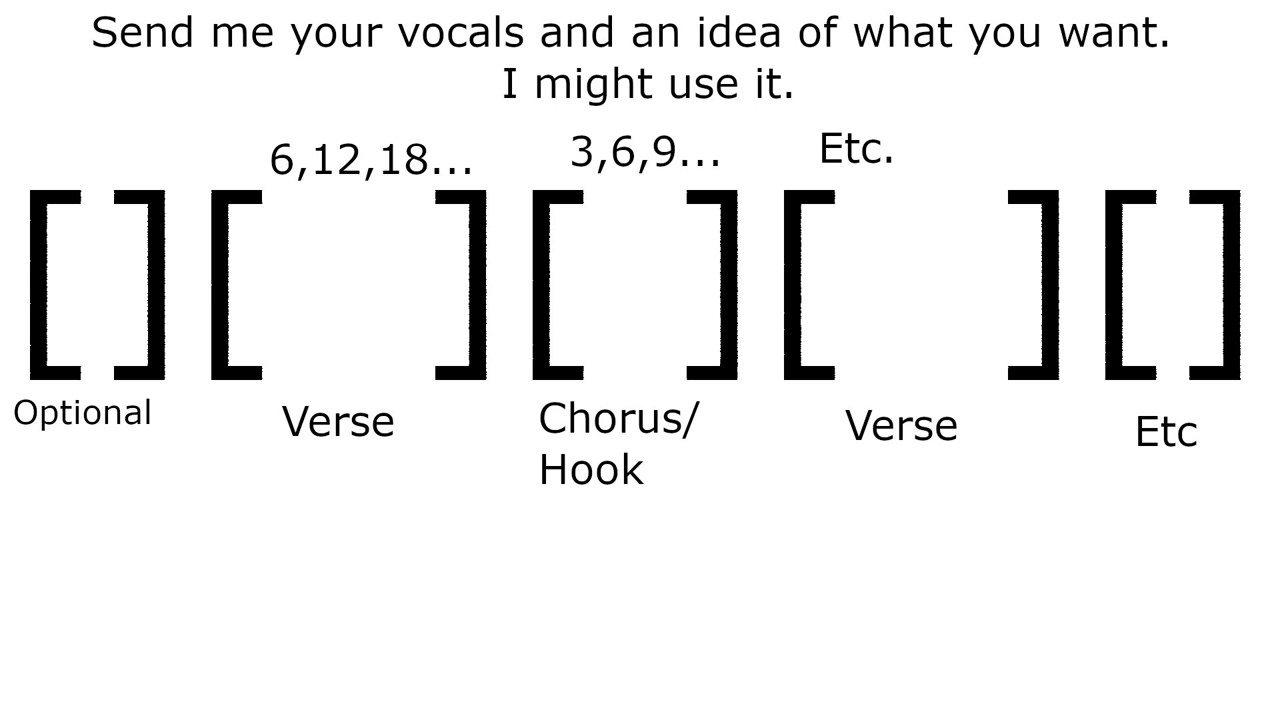 Send me your vocals and an idea of what you want.
I might use it.
6,12,18...
3,6,9...
Etc.
[ ] [ ] [ ] [ ] [ ]
Optional
Verse
Chorus/
Hook
Verse
Etc